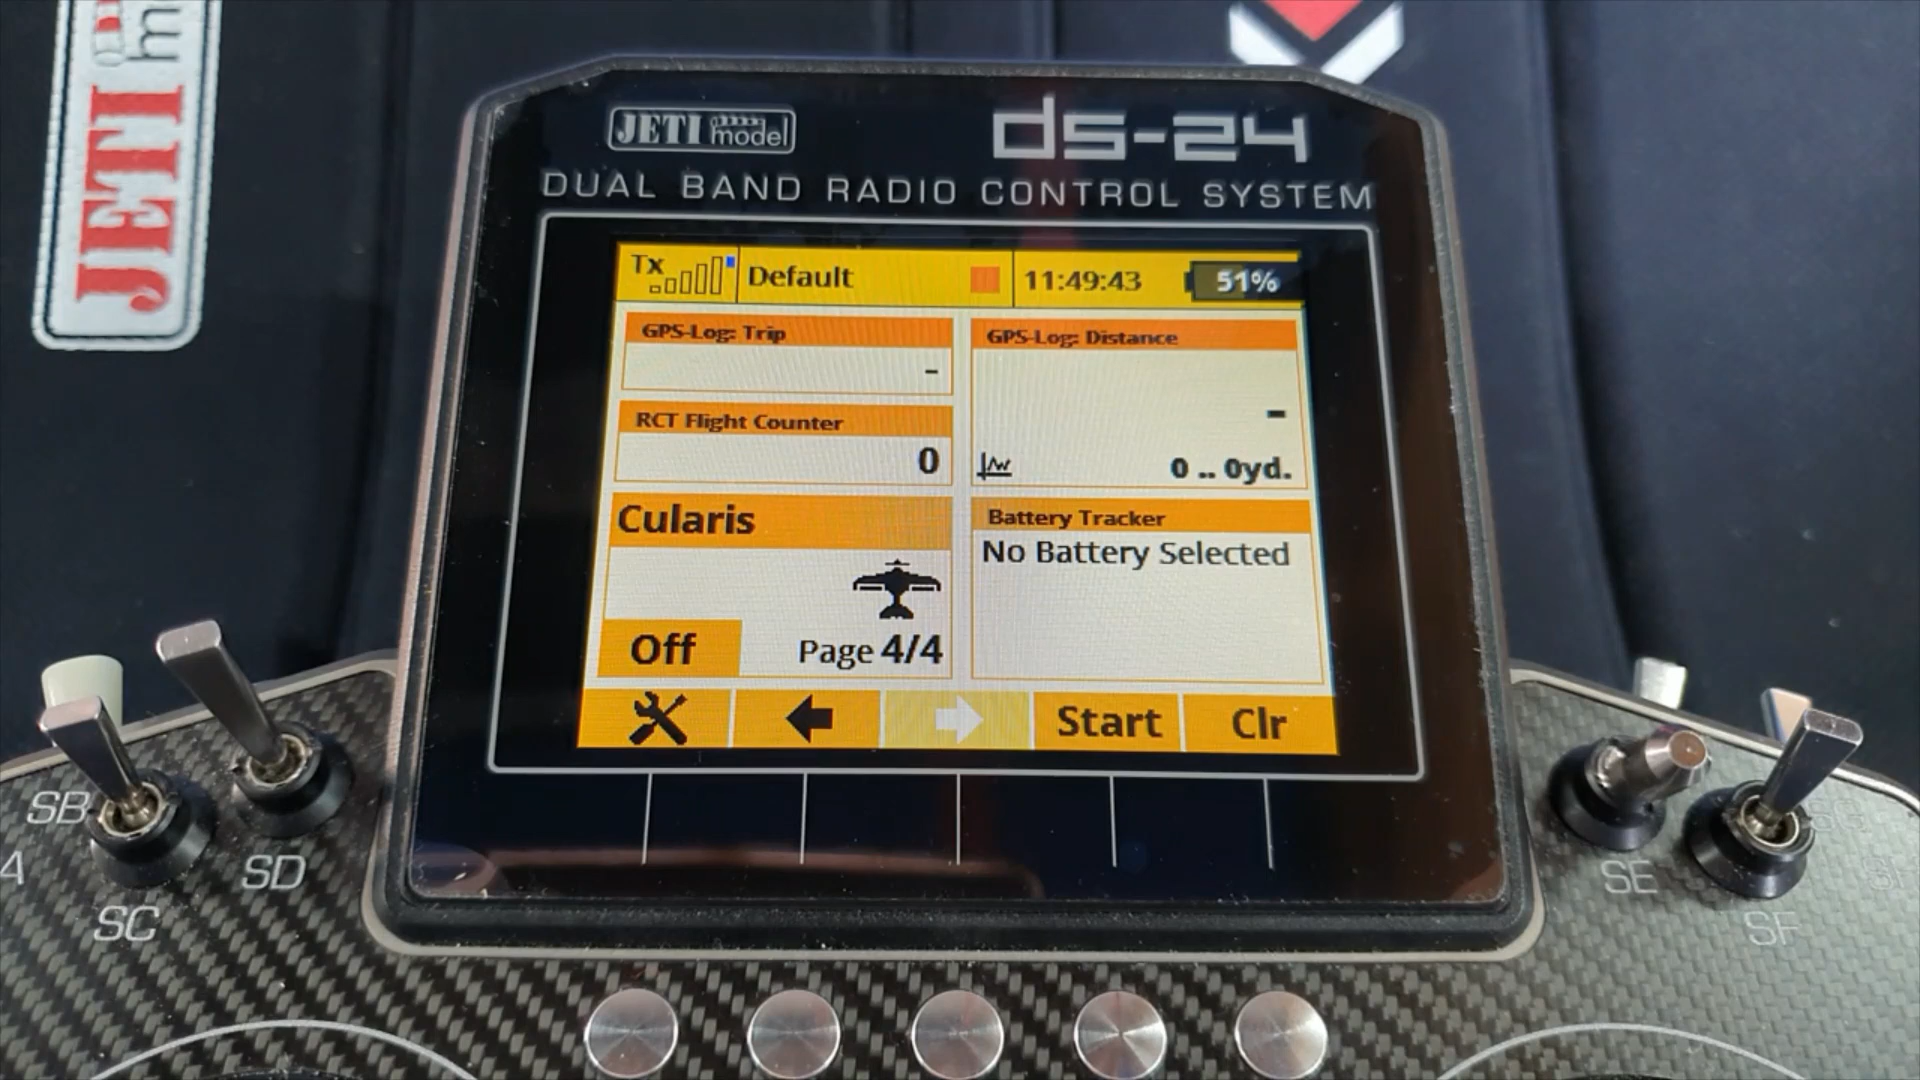 JETI
m
JETI model
ds-24
DUAL BAND RADIO CONTROL SYSTEM
Tx Default 11:49:43 51%
GPS-Log: Trip
-
RCT Flight Counter
0
GPS-Log: Distance
-
0 .. 0yd.
Cularis
Off
Page 4/4
Battery Tracker
No Battery Selected
Start
Clr
SB
A
SD
SC
SE
SF
SG